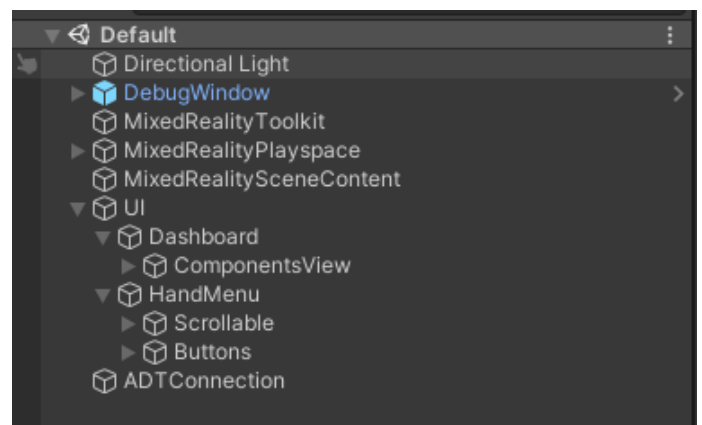 Default
Directional Light
DebugWindow
MixedRealityToolkit
MixedRealityPlayspace
MixedRealitySceneContent
UI
Dashboard
ComponentsView
HandMenu
Scrollable
Buttons
ADTConnection